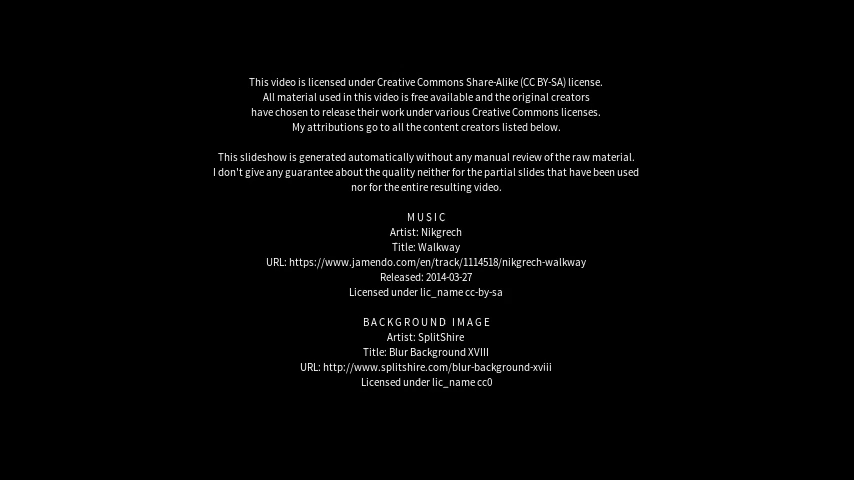 This video is licensed under Creative Commons Share-Alike (CC BY-SA) license.
All material used in this video is free available and the original creators
have chosen to release their work under various Creative Commons licenses.
My attributions go to all the content creators listed below.
This slideshow is generated automatically without any manual review of the raw material.
I don't give any guarantee about the quality neither for the partial slides that have been used
nor for the entire resulting video.
MUSIC
Artist: Nikgrech
Title: Walkway
URL: https://www.jamendo.com/en/track/1114518/nikgrech-walkway
Released: 2014-03-27
Licensed under lic_name cc-by-sa
BACKGROUND IMAGE
Artist: SplitShire
Title: Blur Background XVIII
URL: http://www.splitshire.com/blur-background-xviii
Licensed under lic_name cc0